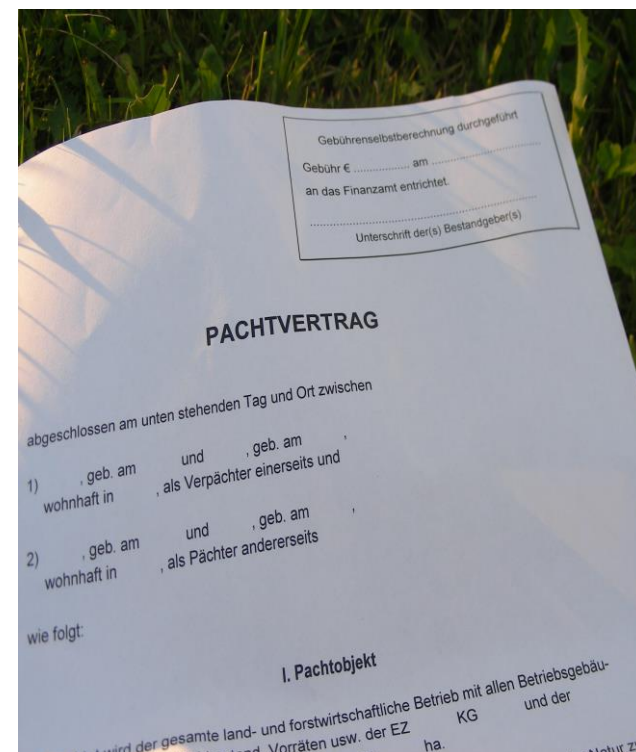 Gebührenselbstberechnung durchgeführt
Gebühr € .................. am ..................................
an das Finanzamt entrichtet.
........................................................................
Unterschrift der(s) Bestandgeber(s)
PACHTVERTRAG
abgeschlossen am unten stehenden Tag und Ort zwischen
1) , geb. am und , geb. am ,
wohnhaft in , als Verpächter einerseits und
2) , geb. am und , geb. am ,
wohnhaft in , als Pächter andererseits
wie folgt:
I. Pachtobjekt
wird der gesamte land- und forstwirtschaftliche Betrieb mit allen Betriebsgebäu-
Vorräten usw. der EZ KG und der
ha. Natur